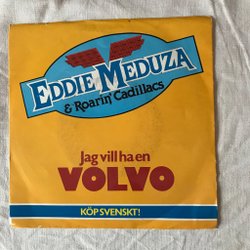 EDDIE MEDUZA
& Roarin' Cadillacs
Jag vill ha en
VOLVO
KÖP SVENSKT!